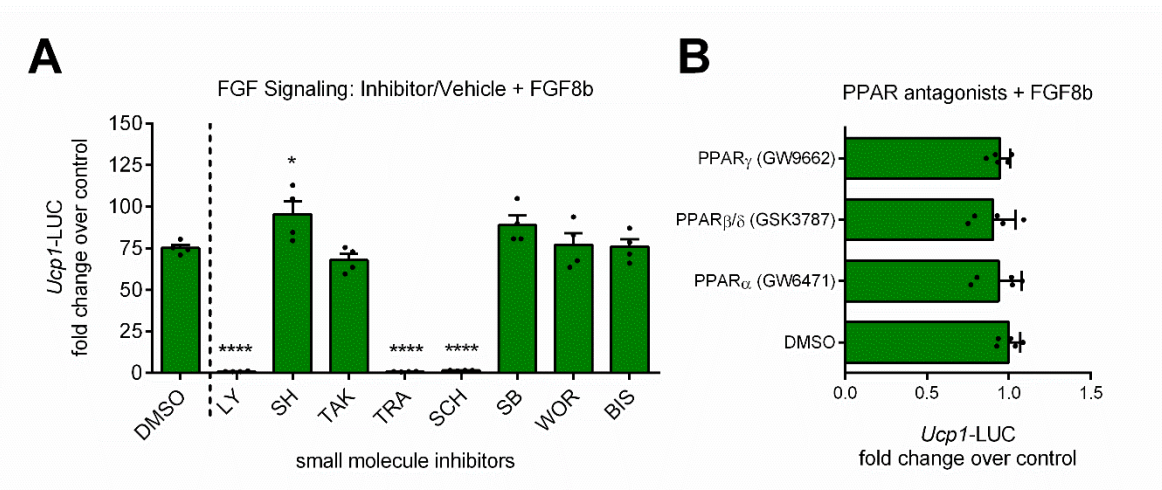 A
FGF Signaling: Inhibitor/Vehicle + FGF8b
Ucp1-LUC
fold change over control
150
125
100
75
50
25
0
*
****
****
****
DMSO
LY
SH
TAK
TRA
SCH
SB
WOR
BIS
small molecule inhibitors
B
PPAR antagonists + FGF8b
PPARγ (GW9662)
PPARβ/δ (GSK3787)
PPARα (GW6471)
DMSO
0.0
0.5
1.0
1.5
Ucp1-LUC
fold change over control